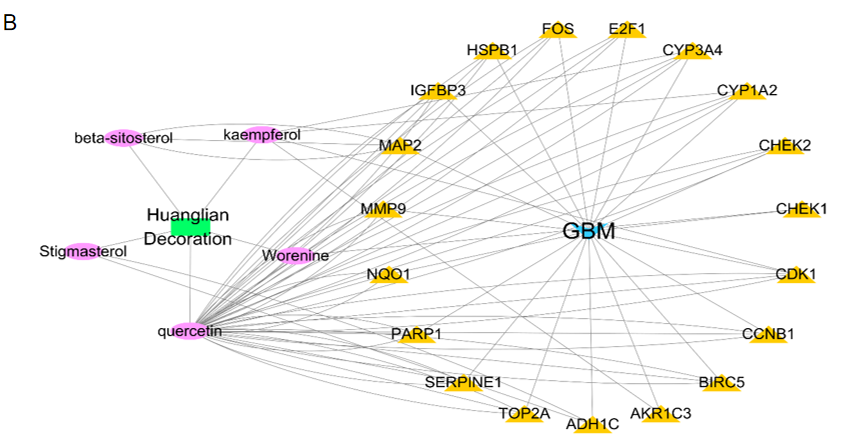 B
FOS
E2F1
HSPB1
CYP3A4
IGFBP3
CYP1A2
beta-sitosterol
kaempferol
MAP2
CHEK2
Huanglian
Decoration
MMP9
CHEK1
GBM
Stigmasterol
Worenine
NQO1
CDK1
quercetin
PARP1
CCNB1
SERPINE1
BIRC5
TOP2A
ADH1C
AKR1C3